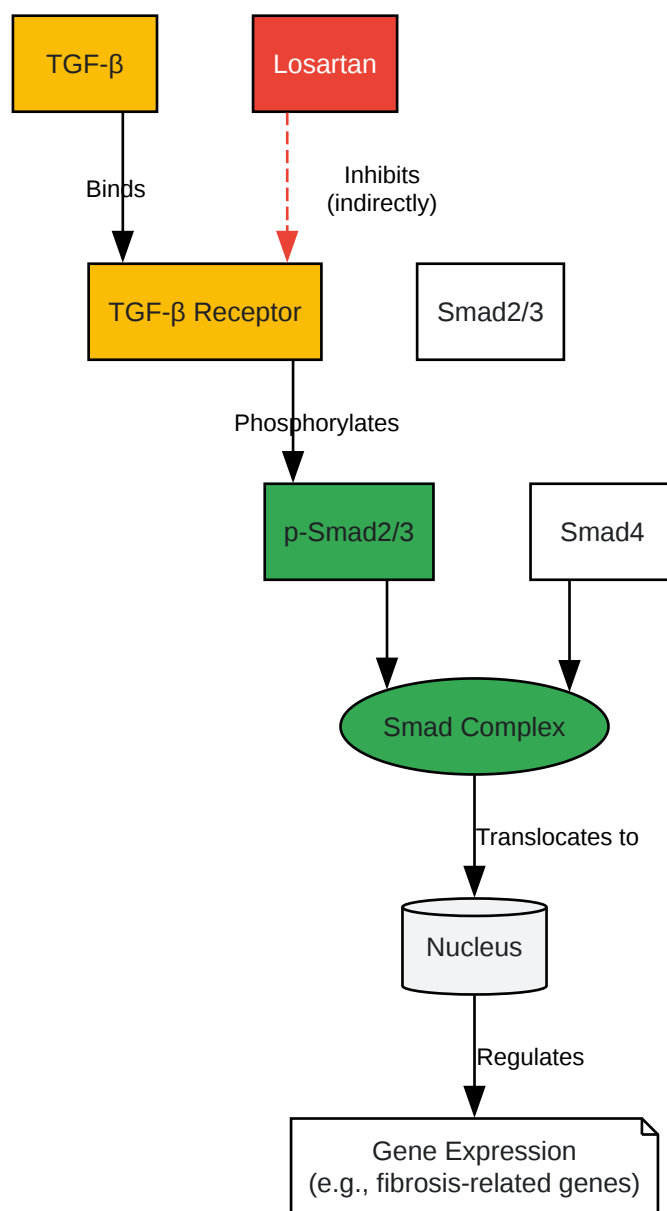 TGF-β
Losartan
Binds
Inhibits
(indirectly)
TGF-β Receptor
Smad2/3
Phosphorylates
p-Smad2/3
Smad4
Smad Complex
Translocates to
Nucleus
Regulates
Gene Expression
(e.g., fibrosis-related genes)